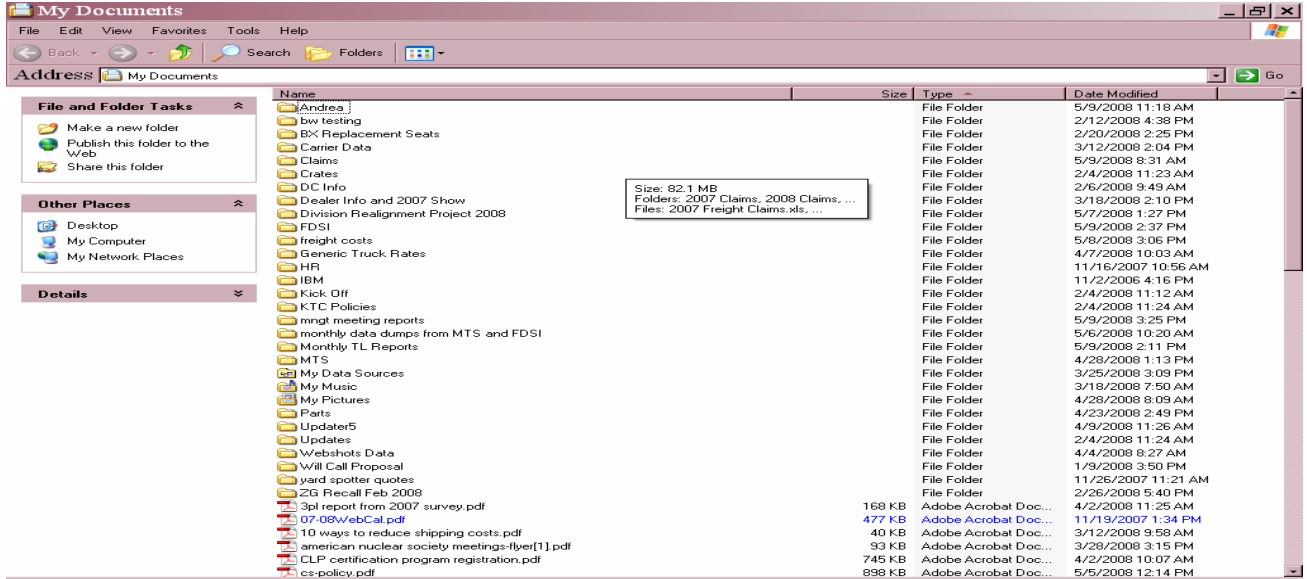 My Documents
File Edit View Favorites Tools Help
Back Search Folders
Address My Documents Go
File and Folder Tasks
Make a new folder
Publish this folder to the
Web
Share this folder
Other Places
Desktop
My Computer
My Network Places
Details
Name Size Type Date Modified
Andrea File Folder 5/9/2008 11:18 AM
bw testing File Folder 2/12/2008 4:38 PM
BX Replacement Seats File Folder 2/20/2008 2:25 PM
Carrier Data File Folder 3/12/2008 2:04 PM
Claims File Folder 5/9/2008 8:31 AM
Crates File Folder 2/4/2008 11:23 AM
DC Info File Folder 2/6/2008 9:49 AM
Dealer Info and 2007 Show File Folder 3/18/2008 2:10 PM
Division Realignment Project 2008 File Folder 5/7/2008 1:27 PM
FDSI File Folder 5/9/2008 2:37 PM
freight costs File Folder 5/8/2008 3:06 PM
Generic Truck Rates File Folder 4/7/2008 10:03 AM
HR File Folder 11/16/2007 10:56 AM
IBM File Folder 11/2/2006 4:16 PM
Kick Off File Folder 2/4/2008 11:12 AM
KTC Policies File Folder 2/4/2008 11:24 AM
mngt meeting reports File Folder 5/9/2008 3:25 PM
monthly data dumps from MTS and FDSI File Folder 5/6/2008 10:20 AM
Monthly TL Reports File Folder 5/9/2008 2:11 PM
MTS File Folder 4/28/2008 1:13 PM
My Data Sources File Folder 3/25/2008 3:09 PM
My Music File Folder 3/18/2008 7:50 AM
My Pictures File Folder 4/28/2008 8:09 AM
Parts File Folder 4/23/2008 2:49 PM
Updater5 File Folder 4/9/2008 11:26 AM
Updates File Folder 2/4/2008 11:24 AM
Webshots Data File Folder 4/4/2008 8:27 AM
Will Call Proposal File Folder 1/9/2008 3:50 PM
yard spotter quotes File Folder 11/26/2007 11:21 AM
ZG Recall Feb 2008 File Folder 2/26/2008 5:40 PM
3pl report from 2007 survey.pdf 168 KB Adobe Acrobat Doc... 4/2/2008 11:25 AM
07-08WebCal.pdf 477 KB Adobe Acrobat Doc... 11/19/2007 1:34 PM
10 ways to reduce shipping costs.pdf 40 KB Adobe Acrobat Doc... 3/12/2008 9:58 AM
american nuclear society meetings-flyer[1].pdf 93 KB Adobe Acrobat Doc... 3/28/2008 3:15 PM
CLP certification program registration.pdf 745 KB Adobe Acrobat Doc... 4/2/2008 10:07 AM
cs-policy.pdf 898 KB Adobe Acrobat Doc... 5/5/2008 12:14 PM
Size: 82.1 MB
Folders: 2007 Claims, 2008 Claims, ...
Files: 2007 Freight Claims.xls, ...